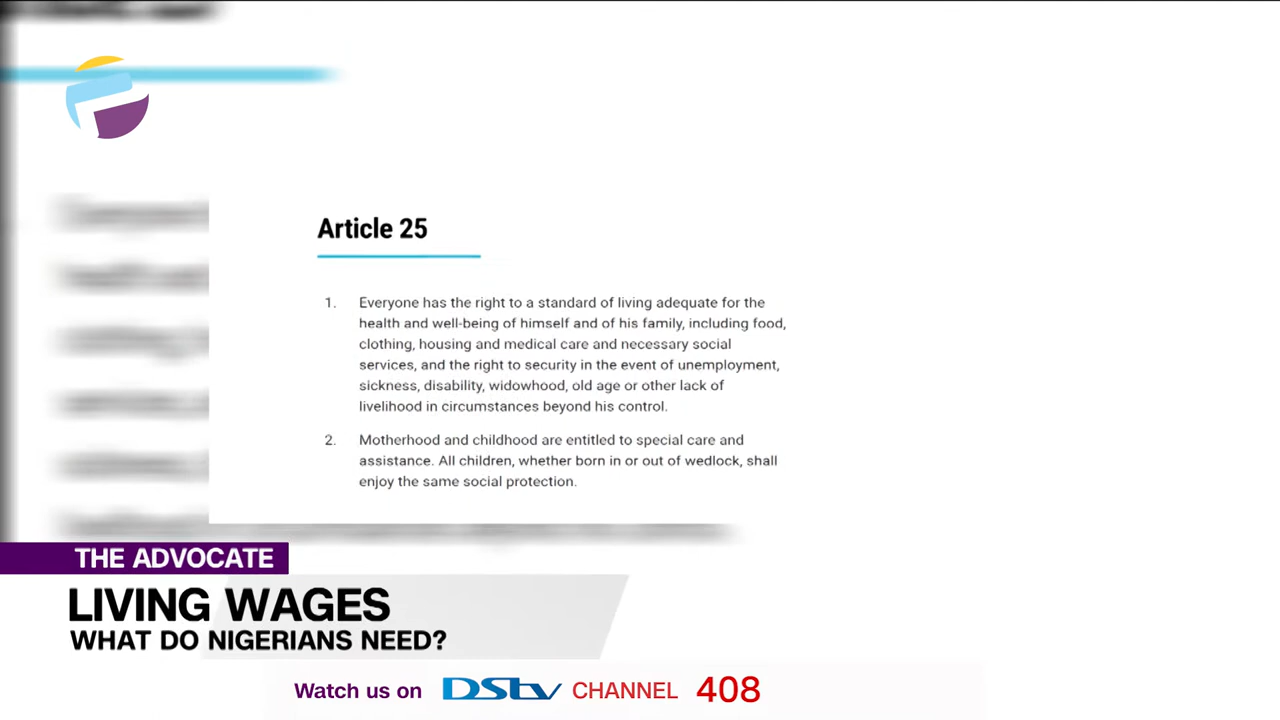 Article 25
1. Everyone has the right to a standard of living adequate for the
health and well-being of himself and of his family, including food,
clothing, housing and medical care and necessary social
services, and the right to security in the event of unemployment,
sickness, disability, widowhood, old age or other lack of
livelihood in circumstances beyond his control.
2. Motherhood and childhood are entitled to special care and
assistance. All children, whether born in or out of wedlock, shall
enjoy the same social protection.
THE ADVOCATE
LIVING WAGES
WHAT DO NIGERIANS NEED?
Watch us on DStv CHANNEL 408